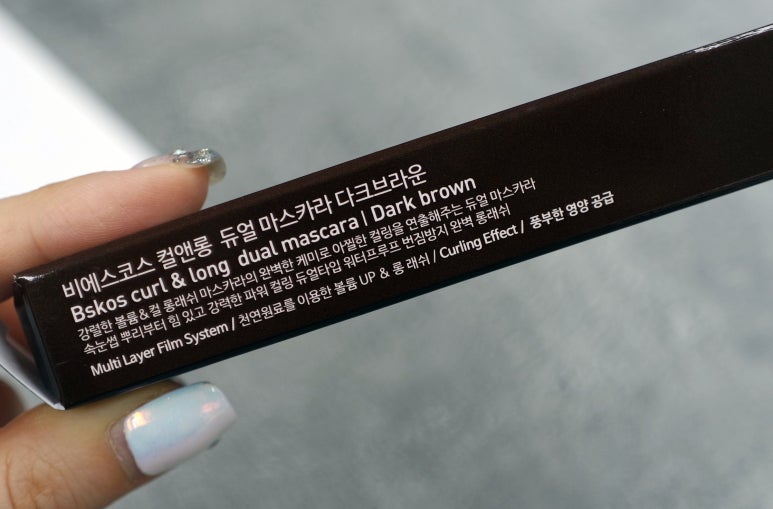 비에스코스 컬앤롱 듀얼 마스카라 다크브라운
Bskos curl & long dual mascara | Dark brown
강렬한 볼륨&컬 롱래쉬 마스카라의 완벽한 케미로 아찔한 컬링을 연출해주는 듀얼 마스카라
속눈썹 뿌리부터 힘 있고 강력한 파워 컬링 듀얼타입 워터프루프 번짐방지 완벽 롱래쉬
Multi Layer Film System / 천연원료를 이용한 볼륨 UP & 롱 래쉬 / Curling Effect / 풍부한 영양 공급